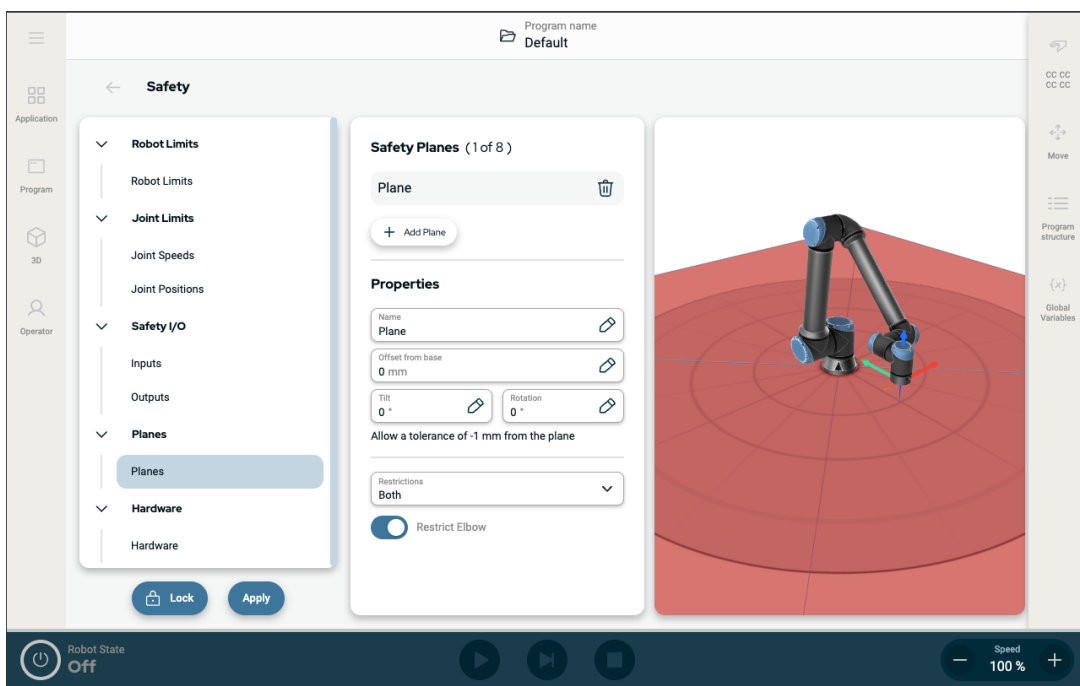 Program name
Default
Safety
Application
Program
3D
Operator
Robot Limits
Robot Limits
Joint Limits
Joint Speeds
Joint Positions
Safety I/O
Inputs
Outputs
Planes
Planes
Hardware
Hardware
Lock
Apply
Safety Planes (1 of 8 )
Plane
Add Plane
Properties
Name
Plane
Offset from base
0 mm
Tilt
0 °
Rotation
0 °
Allow a tolerance of -1 mm from the plane
Restrictions
Both
Restrict Elbow
CC CC
CC CC
Move
Program
structure
{x}
Global
Variables
Robot State
Off
Speed
100 %